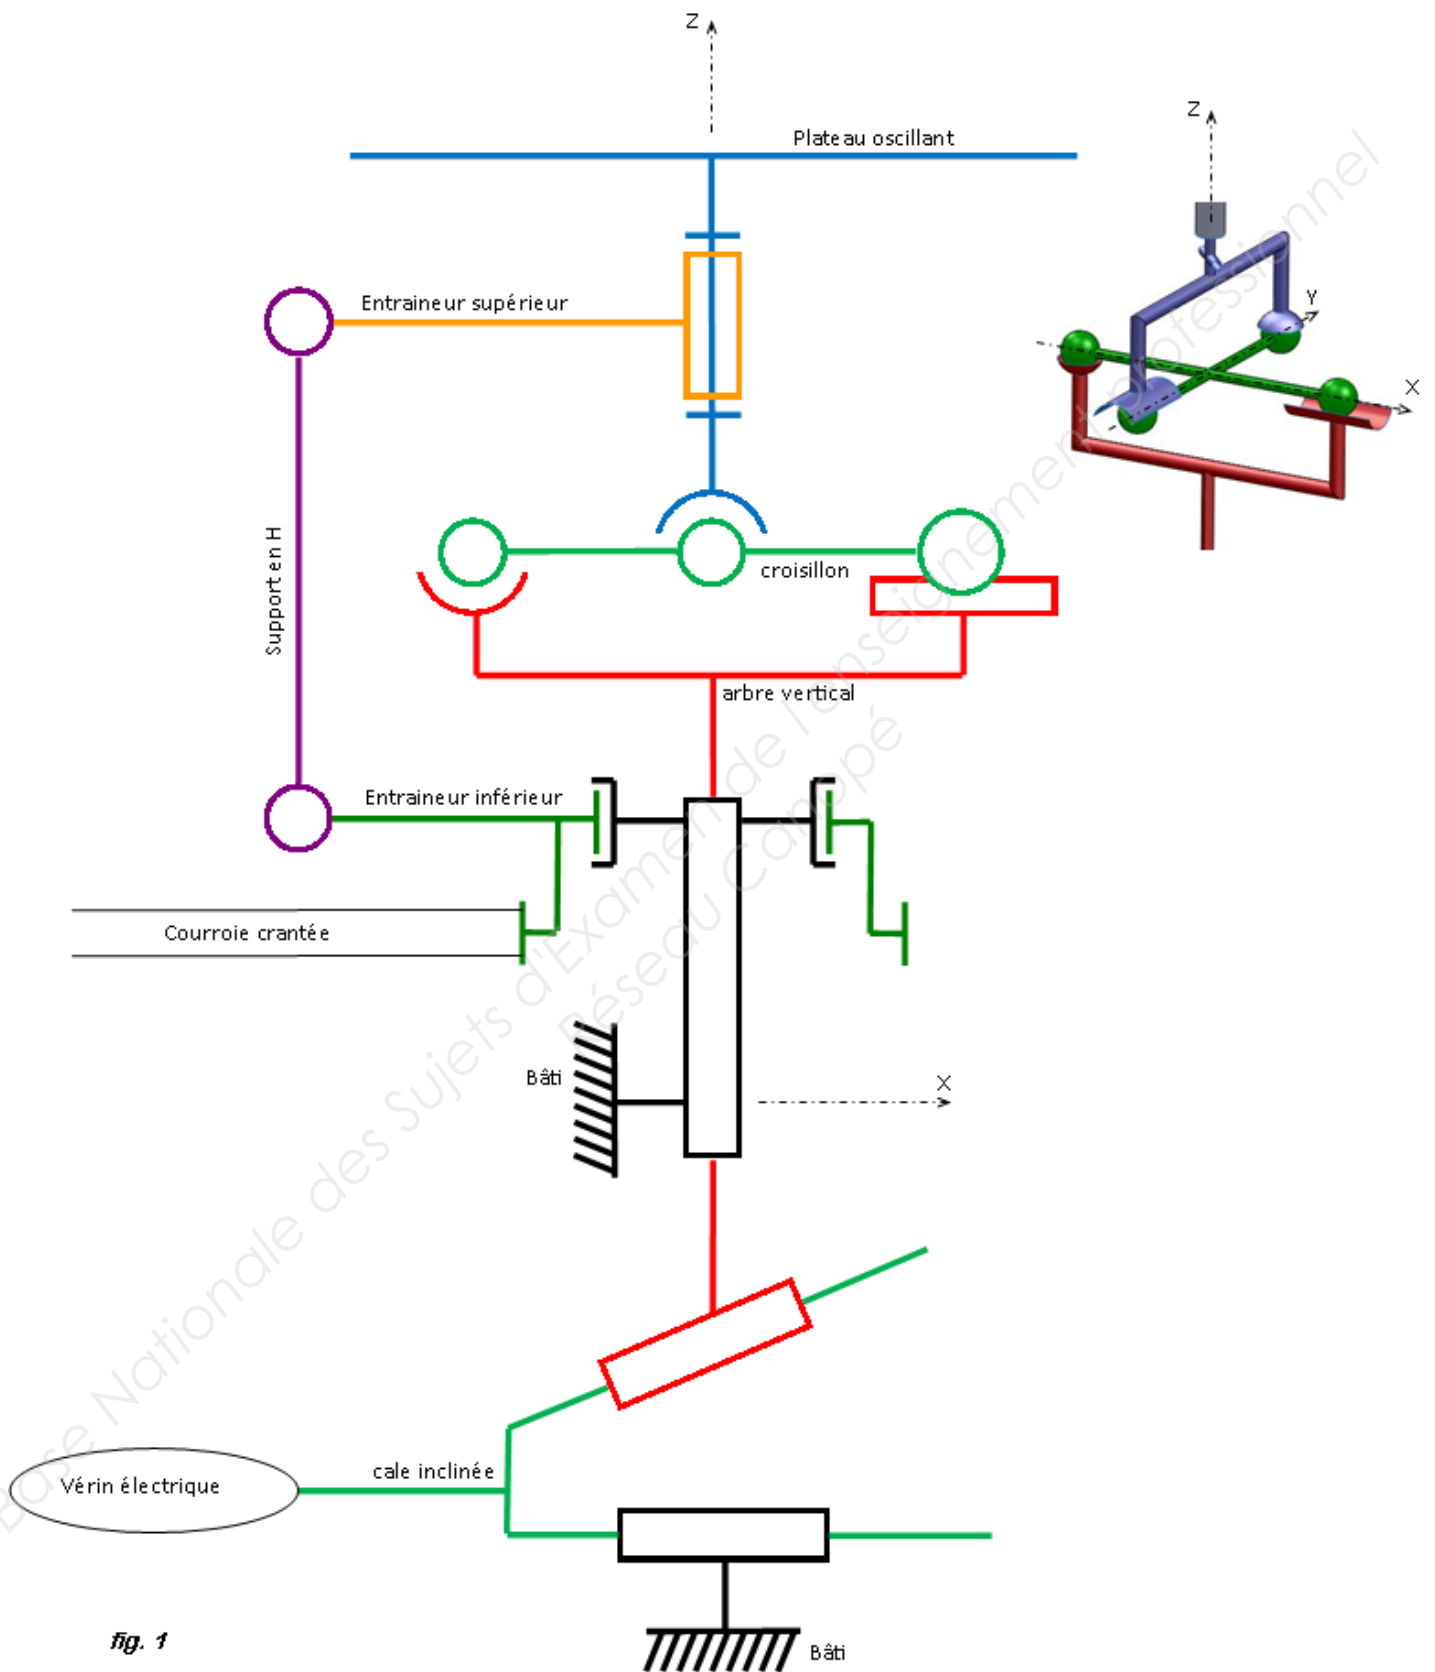 Z
Plateau oscillant
Z
Entraineur supérieur
Y
X
Support en H
croisillon
arbre vertical
Entraineur inférieur
Courroie crantée
Bâti
X
cale inclinée
Vérin électrique
fig. 1
Bâti
Base Nationale des Sujets d'Examen de l'enseignement professionnel
Réseau Canopé